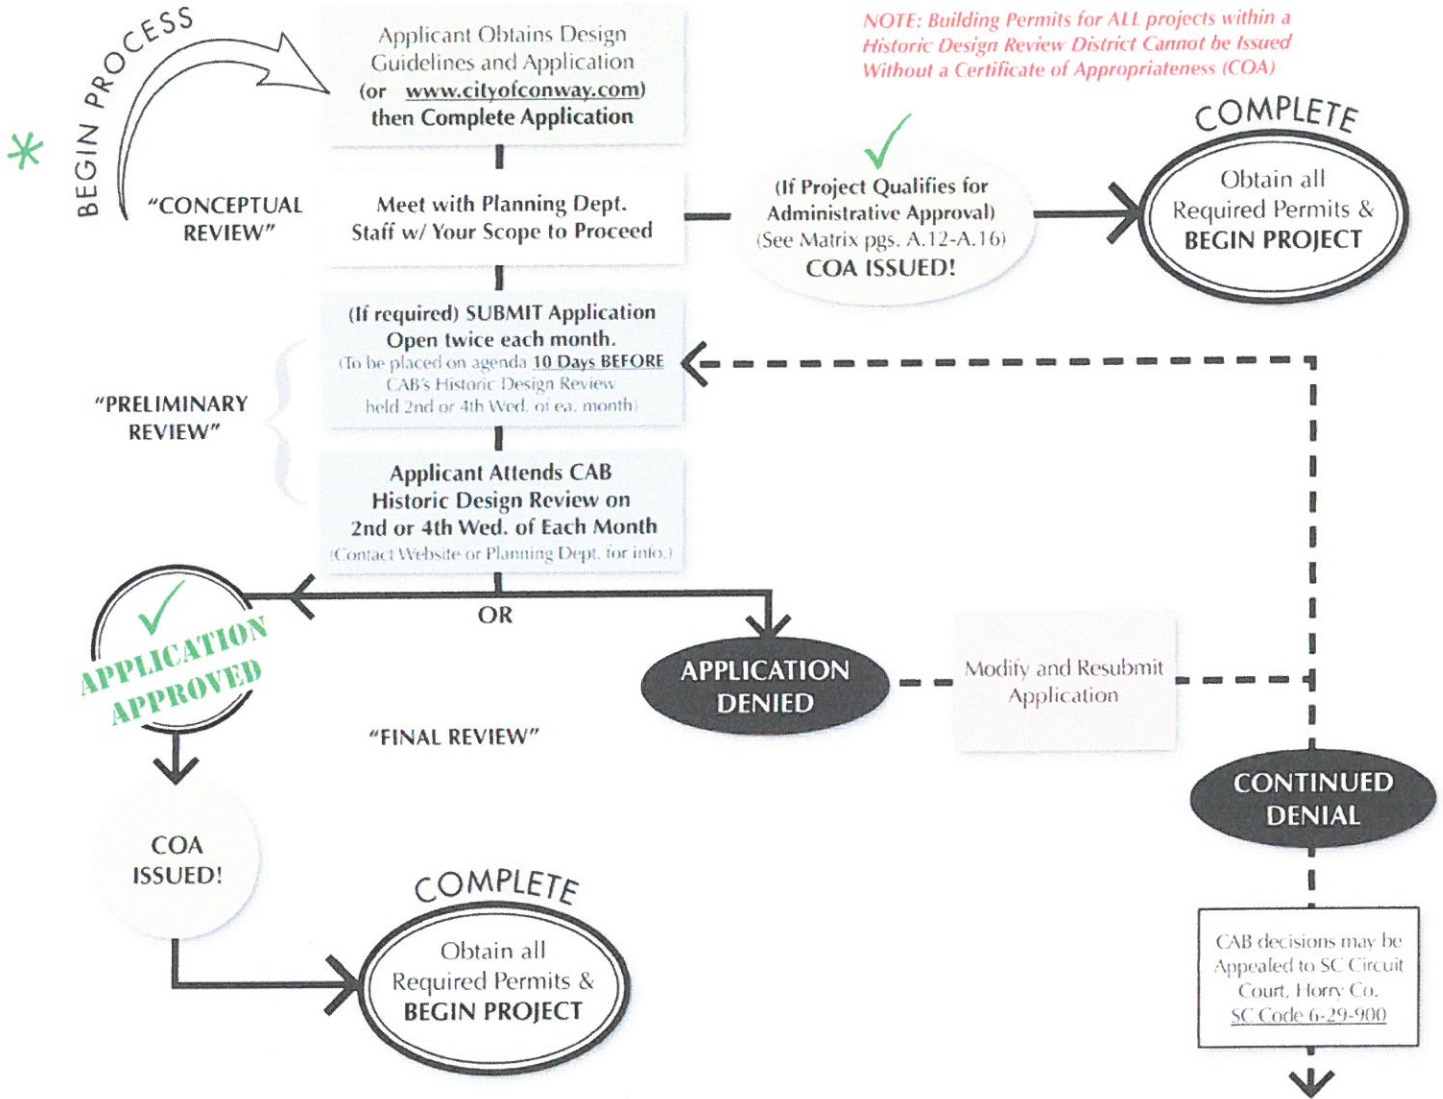 BEGIN PROCESS
Applicant Obtains Design
Guidelines and Application
(or www.cityofconway.com)
then Complete Application
NOTE: Building Permits for ALL projects within a
Historic Design Review District Cannot be Issued
Without a Certificate of Appropriateness (COA)
"CONCEPTUAL
REVIEW"
Meet with Planning Dept.
Staff w/ Your Scope to Proceed
(If Project Qualifies for
Administrative Approval)
(See Matrix pgs. A.12-A.16)
COA ISSUED!
COMPLETE
Obtain all
Required Permits &
BEGIN PROJECT
(If required) SUBMIT Application
Open twice each month.
(To be placed on agenda 10 Days BEFORE
CAB's Historic Design Review
held 2nd or 4th Wed. of ea. month)
"PRELIMINARY
REVIEW"
Applicant Attends CAB
Historic Design Review on
2nd or 4th Wed. of Each Month
(Contact Website or Planning Dept. for info.)
OR
APPLICATION
APPROVED
APPLICATION
DENIED
Modify and Resubmit
Application
"FINAL REVIEW"
CONTINUED
DENIAL
COA
ISSUED!
COMPLETE
Obtain all
Required Permits &
BEGIN PROJECT
CAB decisions may be
Appealed to SC Circuit
Court, Horry Co.
SC Code 6-29-900